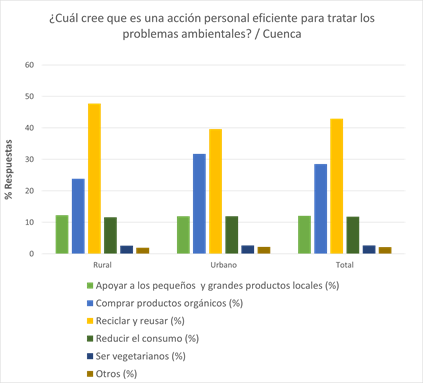 ¿Cuál cree que es una acción personal eficiente para tratar los
problemas ambientales? / Cuenca
% Respuestas
60
50
40
30
20
10
0
Rural
Urbano
Total
Apoyar a los pequeños y grandes productos locales (%)
Comprar productos orgánicos (%)
Reciclar y reusar (%)
Reducir el consumo (%)
Ser vegetarianos (%)
Otros (%)